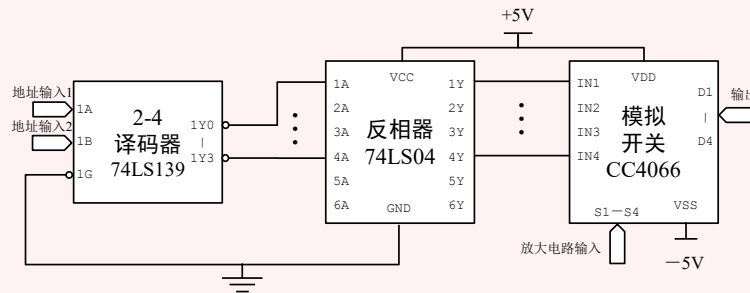 +5V
地址输入1
1A
地址输入2
1B
1G
2-4
译码器
74LS139
1Y0
1Y3
VCC
1A
2A
3A
4A
5A
6A
反相器
74LS04
1Y
2Y
3Y
4Y
5Y
6Y
GND
VDD
IN1
IN2
IN3
IN4
模拟
开关
CC4066
D1
D4
输出
S1－S4
VSS
放大电路输入
－5V